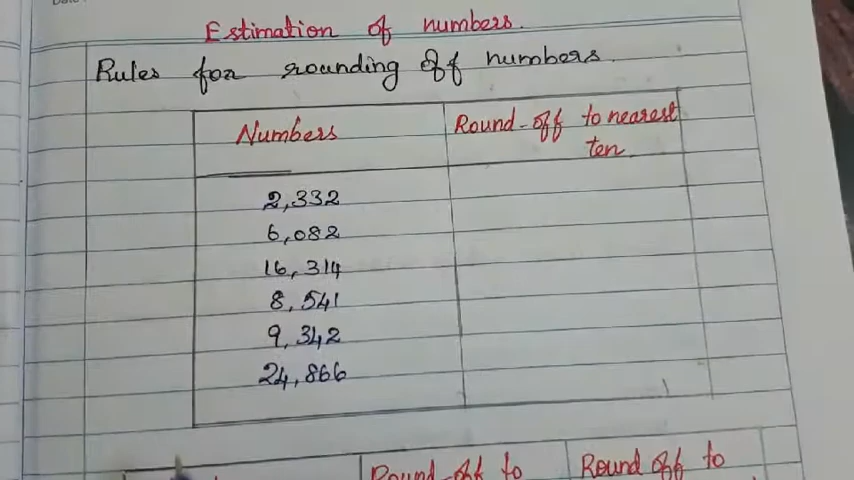 Estimation of numbers.
Rules for rounding of numbers.
Numbers
Round-off to nearest
ten
2,332
6,082
16,314
8,541
9,342
24,866
Round-off to
Round off to